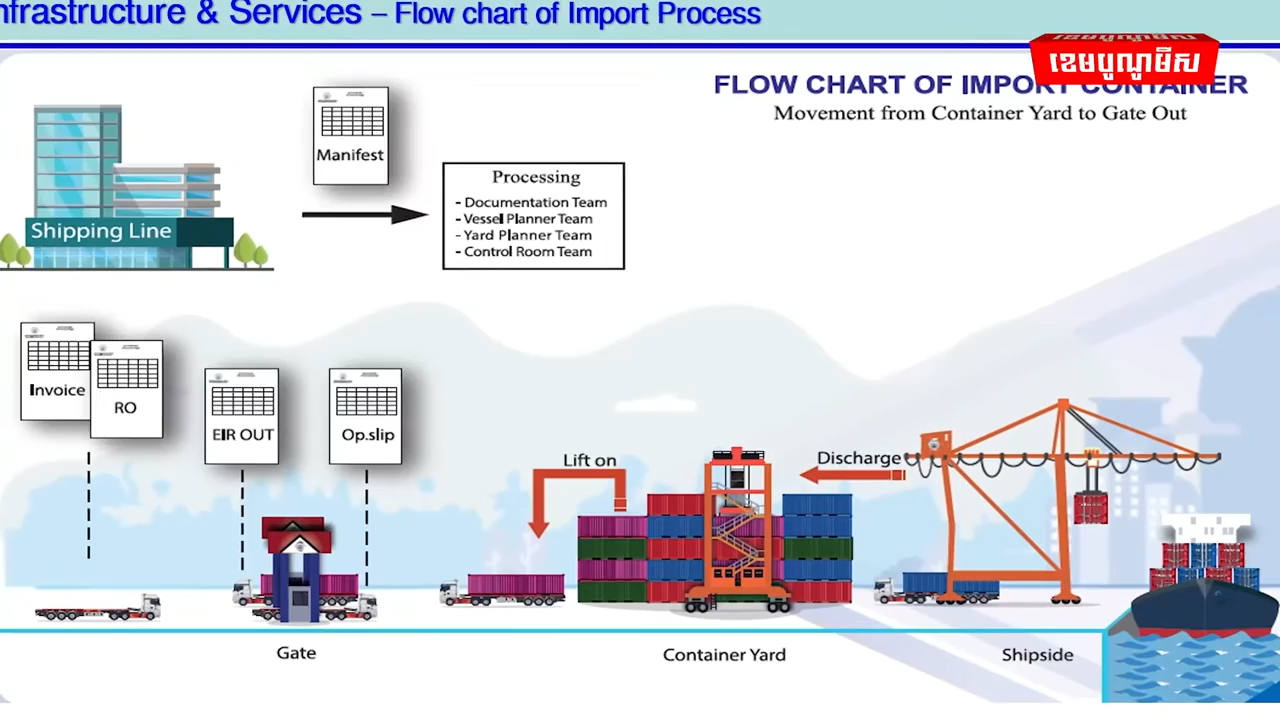 nfrastructure & Services – Flow chart of Import Process
ខេមបូណូមីស
FLOW CHART OF IMPORT CONTAINER
Movement from Container Yard to Gate Out
Manifest
Shipping Line
Processing
- Documentation Team
- Vessel Planner Team
- Yard Planner Team
- Control Room Team
Invoice
RO
EIR OUT
Op.slip
Lift on
Discharge
Gate
Container Yard
Shipside